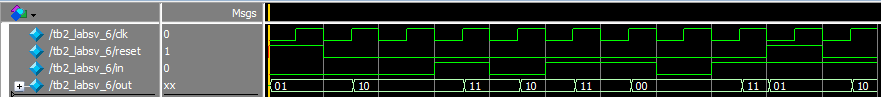 Msgs
/tb2_labsv_6/clk 0
/tb2_labsv_6/reset 1
/tb2_labsv_6/in 0
/tb2_labsv_6/out xx 01 10 11 10 11 00 11 01 10